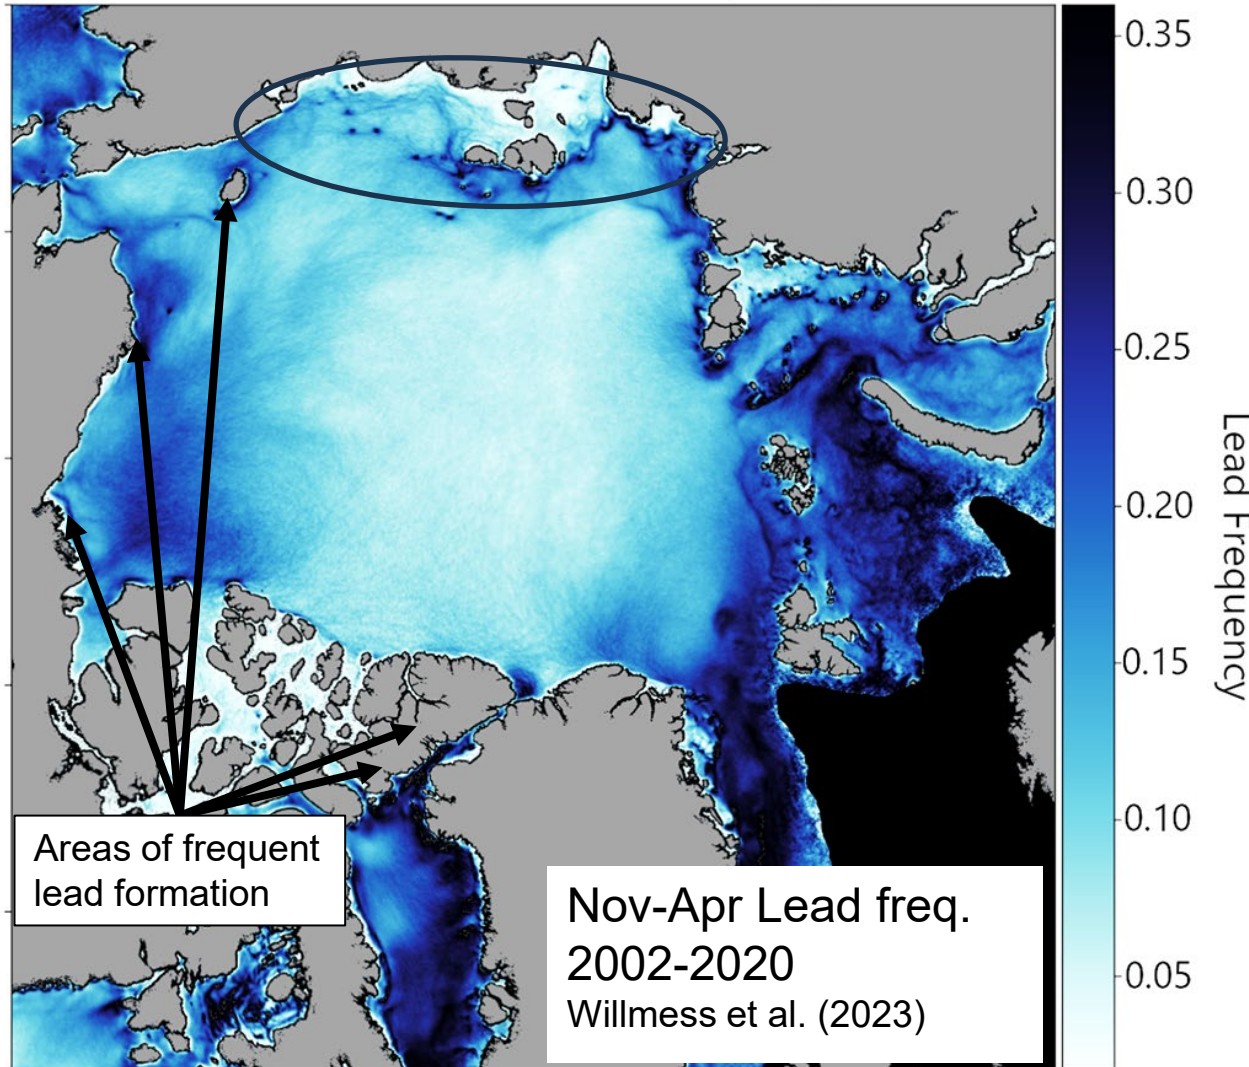 0.35
0.30
0.25
0.20
0.15
0.10
0.05
Lead Frequency
Areas of frequent
lead formation
Nov-Apr Lead freq.
2002-2020
Willmess et al. (2023)